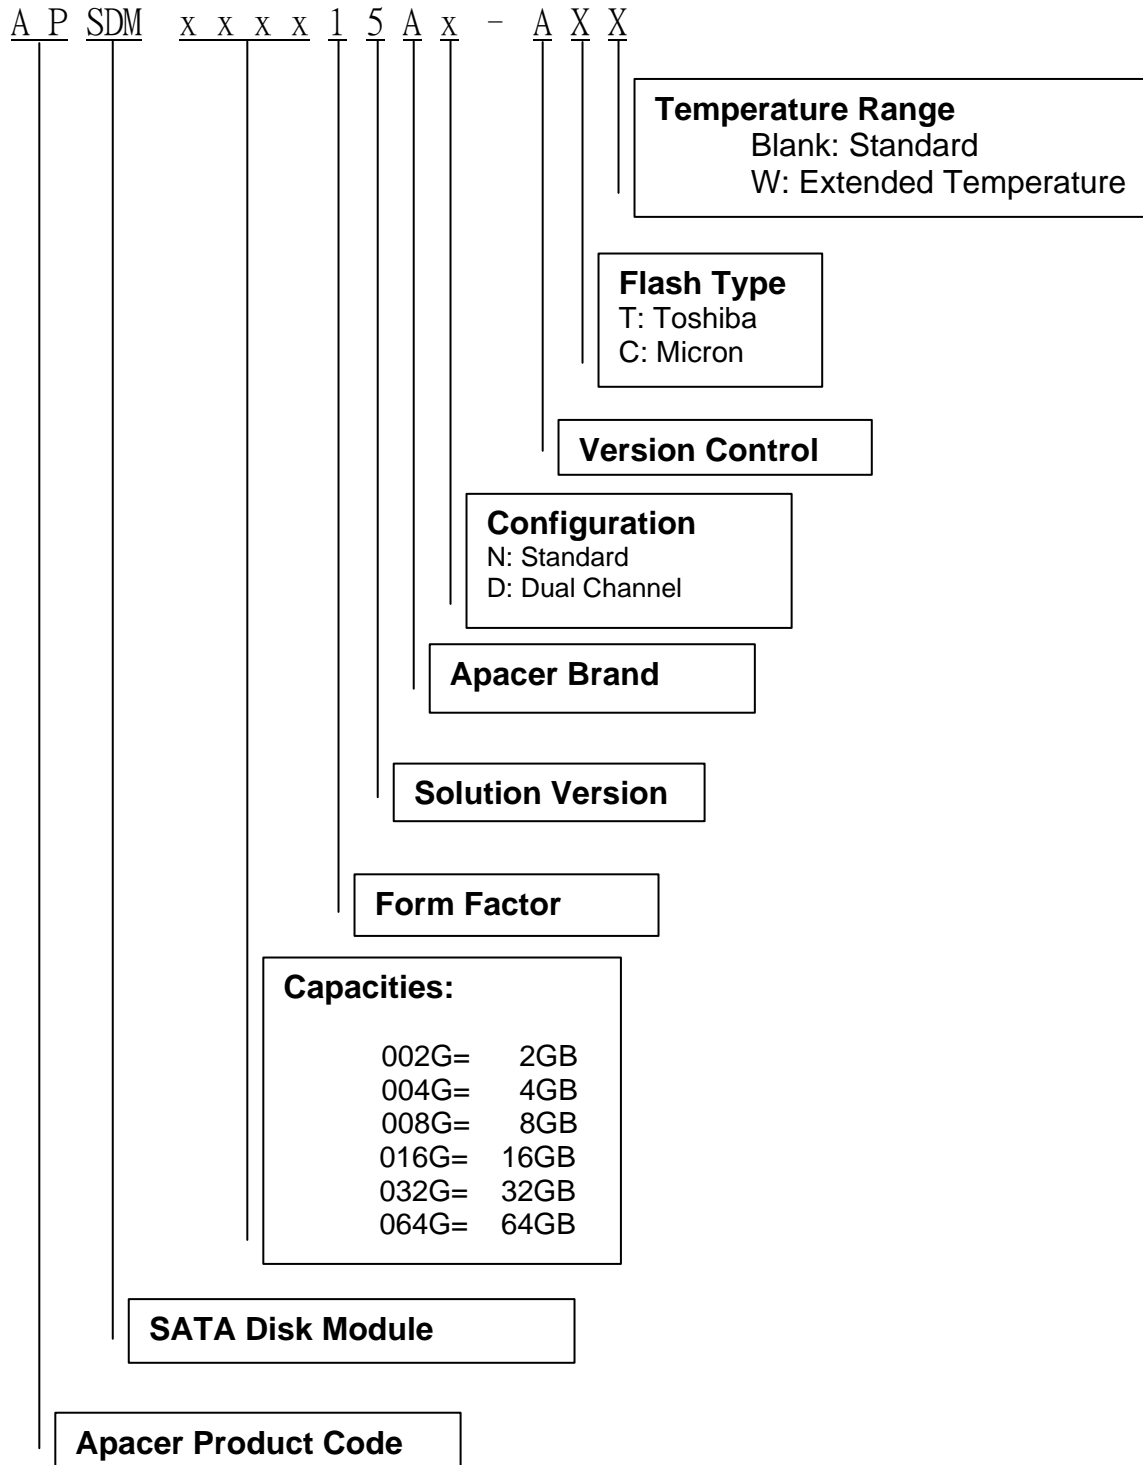 A P SDM x x x x 1 5 A x - A X X
Temperature Range
Blank: Standard
W: Extended Temperature
Flash Type
T: Toshiba
C: Micron
Version Control
Configuration
N: Standard
D: Dual Channel
Apacer Brand
Solution Version
Form Factor
Capacities:
002G= 2GB
004G= 4GB
008G= 8GB
016G= 16GB
032G= 32GB
064G= 64GB
SATA Disk Module
Apacer Product Code